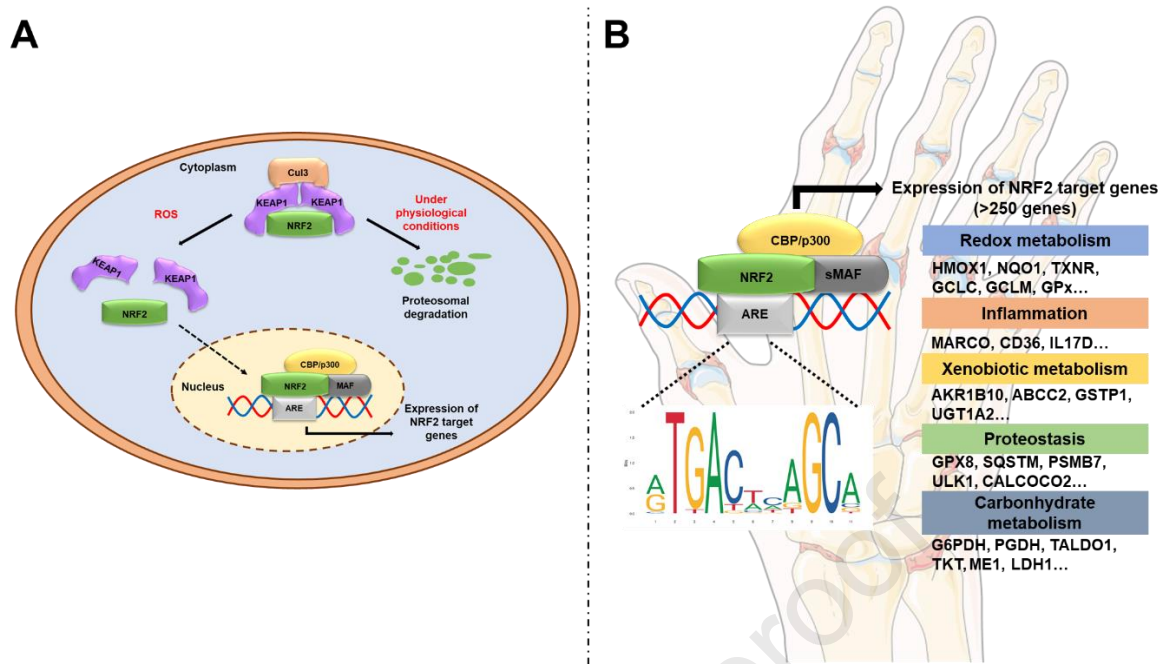 A
Cytoplasm
Cul3
KEAP1
KEAP1
NRF2
ROS
Under
physiological
conditions
KEAP1
KEAP1
NRF2
Proteosomal
degradation
Nucleus
CBP/p300
NRF2
MAF
ARE
Expression of
NRF2 target
genes
B
Expression of NRF2 target genes
(>250 genes)
CBP/p300
NRF2
sMAF
ARE
Redox metabolism
HMOX1, NQO1, TXNR,
GCLC, GCLM, GPx...
Inflammation
MARCO, CD36, IL17D...
Xenobiotic metabolism
AKR1B10, ABCC2, GSTP1,
UGT1A2...
Proteostasis
GPX8, SQSTM, PSMB7,
ULK1, CALCOCO2...
Carbonhydrate
metabolism
G6PDH, PGDH, TALDO1,
TKT, ME1, LDH1...
TGAC AGC
proof